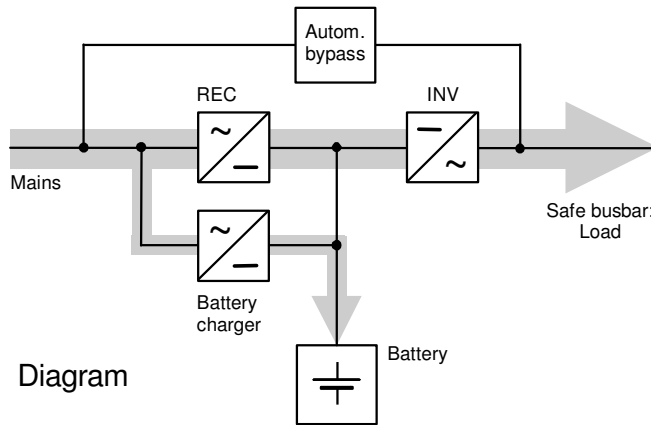 Autom.
bypass
REC
INV
Mains
Safe busbar:
Load
Battery
charger
Battery
Diagram